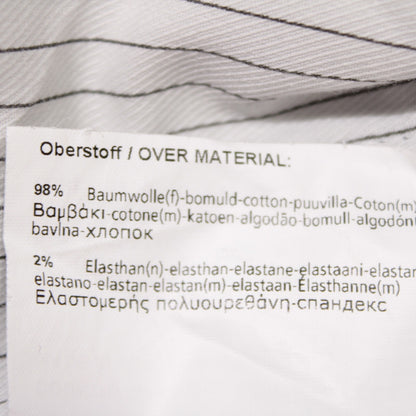 Oberstoff / OVER MATERIAL:
98% Baumwolle(f)-bomuld-cotton-puuvilla-Coton(m)
Βαμβάκι-cotone(m)-katoen-algodão-bomull-algodón
bavlna-хлопок
2% Elasthan(n)-elasthan-elastane-elastaani-elastan
elastano-elastan-elastan(m)-elastaan-Elasthanne(m)
Ελαστομερής πολυουρεθάνη-спандекс